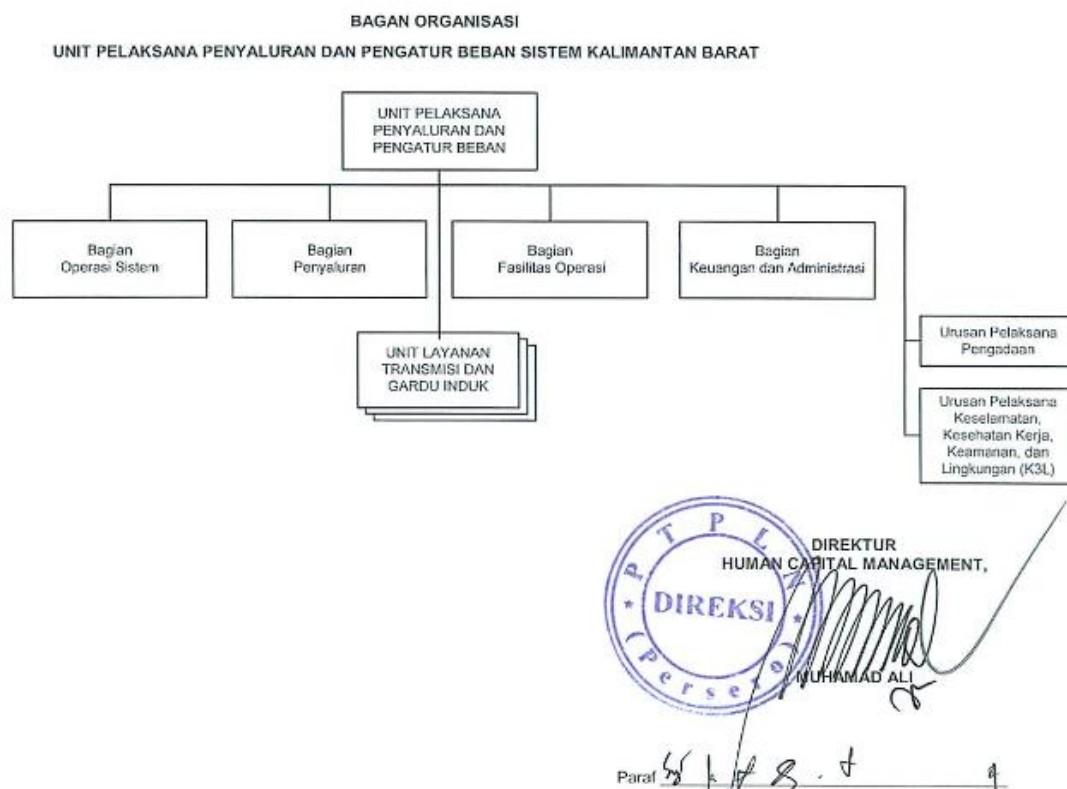 BAGAN ORGANISASI
UNIT PELAKSANA PENYALURAN DAN PENGATUR BEBAN SISTEM KALIMANTAN BARAT
UNIT PELAKSANA
PENYALURAN DAN
PENGATUR BEBAN
Bagian
Operasi Sistem
Bagian
Penyaluran
Bagian
Fasilitas Operasi
Bagian
Keuangan dan Administrasi
UNIT LAYANAN
TRANSMISI DAN
GARDU INDUK
Urusan Pelaksana
Pengadaan
Urusan Pelaksana
Keselamatan,
Kesehatan Kerja,
Keamanan, dan
Lingkungan (K3L)
DIREKTUR
HUMAN CAPITAL MANAGEMENT,
PT PLN
DIREKSI
(Persero)
MUHAMAD ALI
Paraf